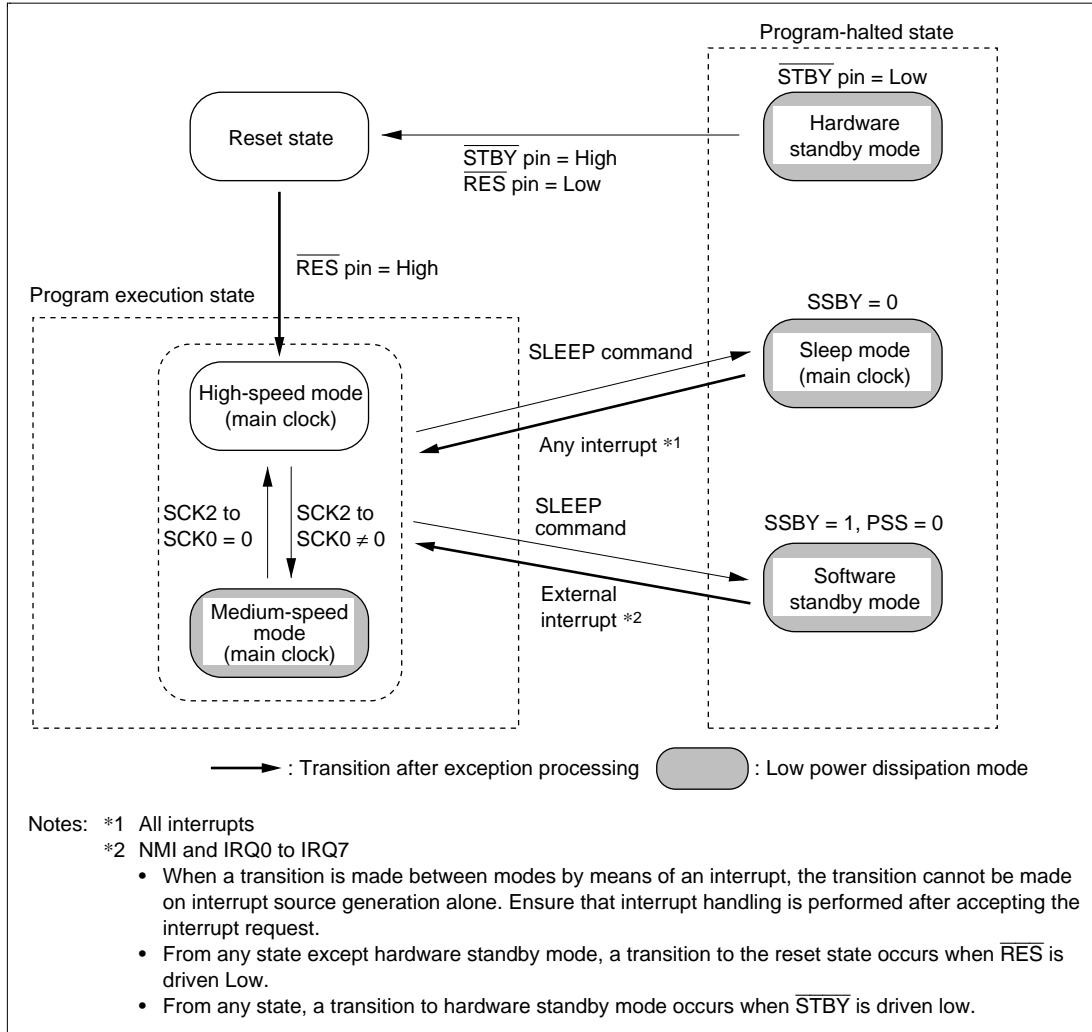 Program-halted state
STBY pin = Low
Hardware
standby mode
Reset state
STBY pin = High
RES pin = Low
RES pin = High
Program execution state
SSBY = 0
Sleep mode
(main clock)
SLEEP command
High-speed mode
(main clock)
Any interrupt *1
SCK2 to
SCK0 = 0
SCK2 to
SCK0 ≠ 0
SLEEP
command
SSBY = 1, PSS = 0
Software
standby mode
External
interrupt *2
Medium-speed
mode
(main clock)
: Transition after exception processing
: Low power dissipation mode
Notes: *1 All interrupts
*2 NMI and IRQ0 to IRQ7
• When a transition is made between modes by means of an interrupt, the transition cannot be made
on interrupt source generation alone. Ensure that interrupt handling is performed after accepting the
interrupt request.
• From any state except hardware standby mode, a transition to the reset state occurs when RES is
driven Low.
• From any state, a transition to hardware standby mode occurs when STBY is driven low.